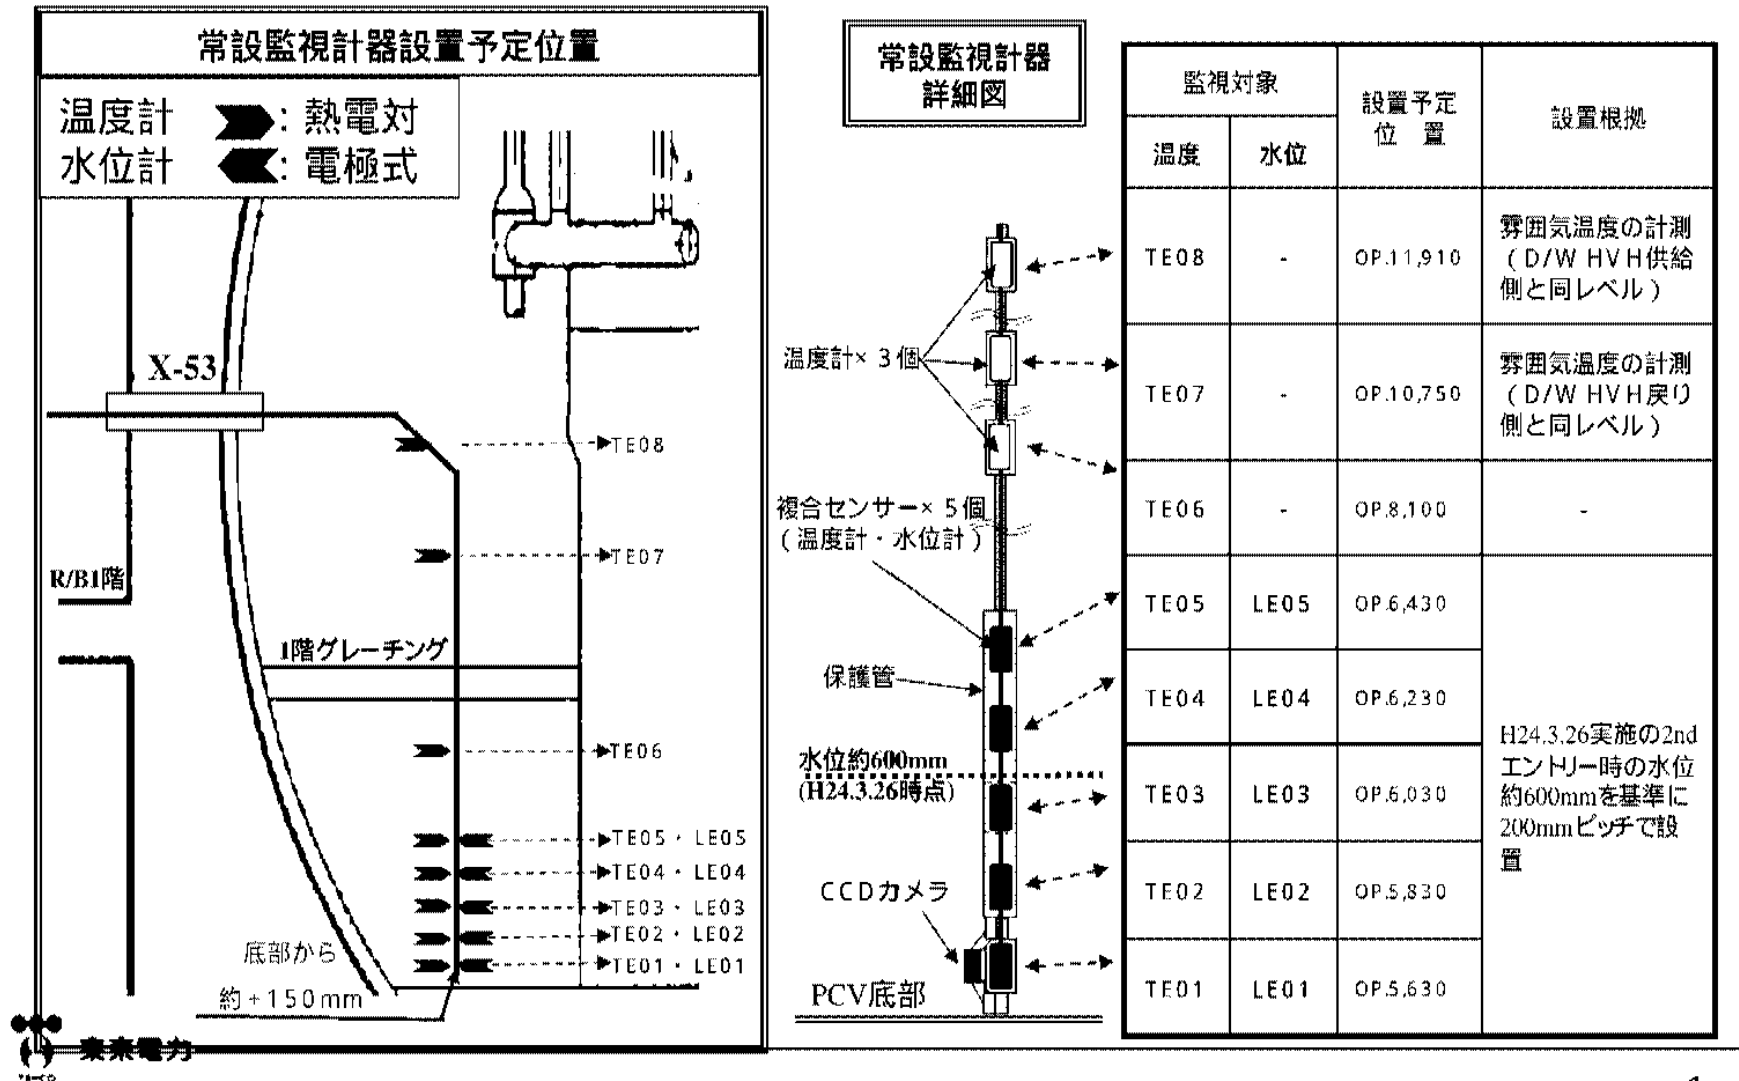 常設監視計器設置予定位置
温度計 : 熱電対
水位計 : 電極式
X-53
R/B1階
1階グレーチング
TE08
TE07
TE06
TE05・LE05
TE04・LE04
TE03・LE03
TE02・LE02
TE01・LE01
底部から
約+150mm
東京電力
常設監視計器
詳細図
温度計×3個
複合センサー×5個
(温度計・水位計)
保護管
水位約600mm
(H24.3.26時点)
CCDカメラ
PCV底部
監視対象
設置予定
位 置
設置根拠
温度
水位
TE08
-
OP.11,910
雰囲気温度の計測
(D/W HVH供給
側と同レベル)
TE07
-
OP.10,750
雰囲気温度の計測
(D/W HVH戻り
側と同レベル)
TE06
-
OP.8,100
-
TE05
LE05
OP.6,430
TE04
LE04
OP.6,230
TE03
LE03
OP.6,030
TE02
LE02
OP.5,830
TE01
LE01
OP.5,630
H24.3.26実施の2nd
エントリー時の水位
約600mmを基準に
200mmピッチで設
置